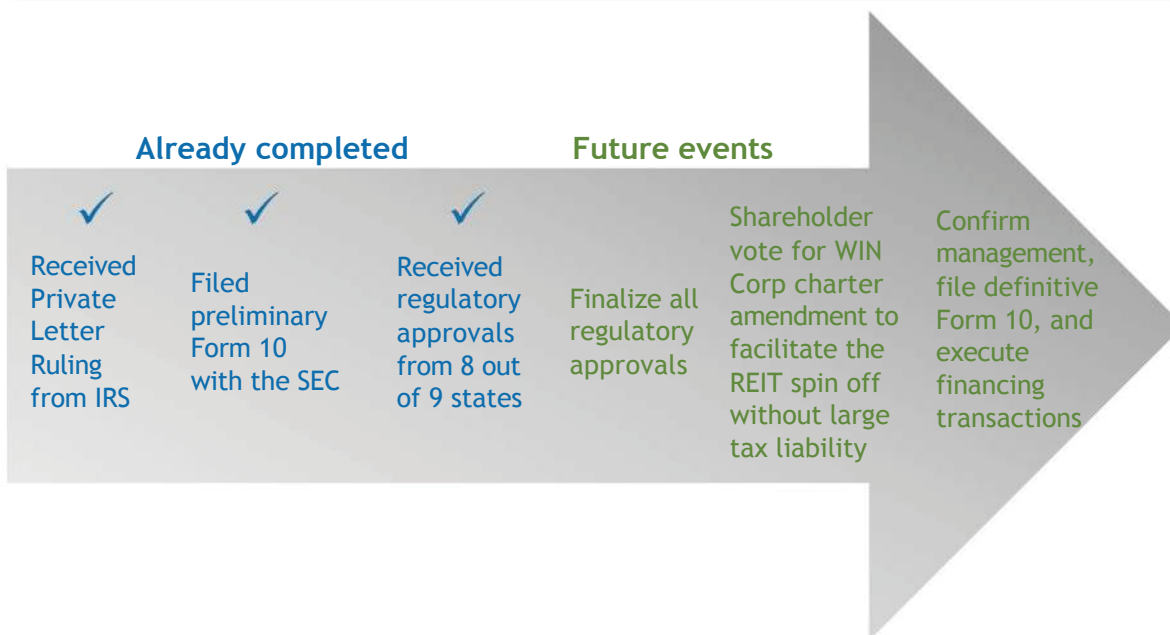 Already completed
Future events
Received
Private
Letter
Ruling
from IRS
Filed
preliminary
Form 10
with the SEC
Received
regulatory
approvals
from 8 out
of 9 states
Finalize all
regulatory
approvals
Shareholder
vote for WIN
Corp charter
amendment to
facilitate the
REIT spin off
without large
tax liability
Confirm
management,
file definitive
Form 10, and
execute
financing
transactions